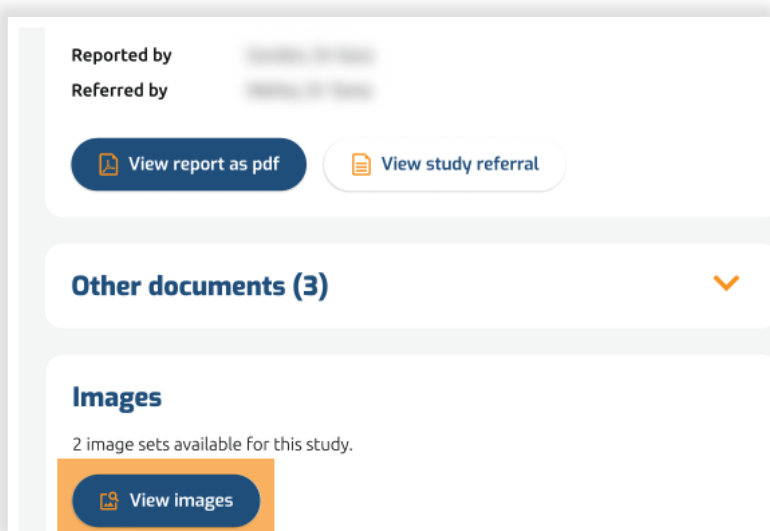 Reported by
Referred by
View report as pdf View study referral
Other documents (3)
Images
2 image sets available for this study.
View images